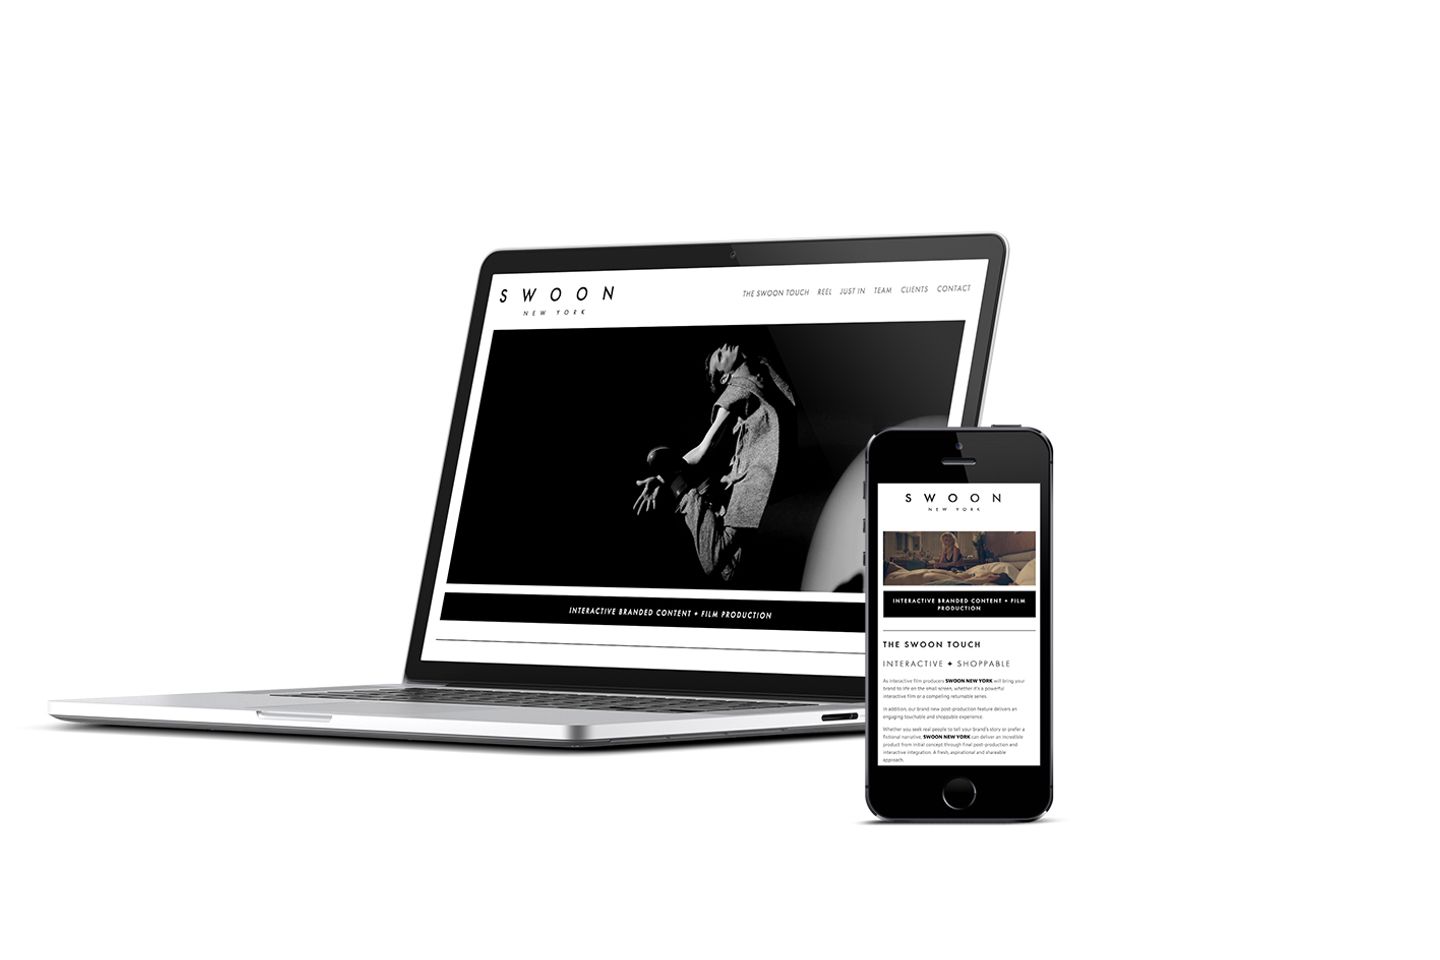 SWOON
NEW YORK
THE SWOON TOUCH REEL JUST IN TEAM CLIENTS CONTACT
INTERACTIVE BRANDED CONTENT + FILM PRODUCTION
SWOON
NEW YORK
INTERACTIVE BRANDED CONTENT + FILM
PRODUCTION
THE SWOON TOUCH
INTERACTIVE + SHOPPABLE
As interactive film producers SWOON NEW YORK will bring your
brand to life on the small screen, whether it's a powerful
interactive film or a compelling returnable series.
In addition, our brand new post-production feature delivers an
engaging touchable and shoppable experience.
Whether you seek real people to tell your brand's story or prefer a
fictional narrative, SWOON NEW YORK can deliver an incredible
product from initial concept through final post-production and
interactive integration. A fresh, aspirational and shareable
approach.